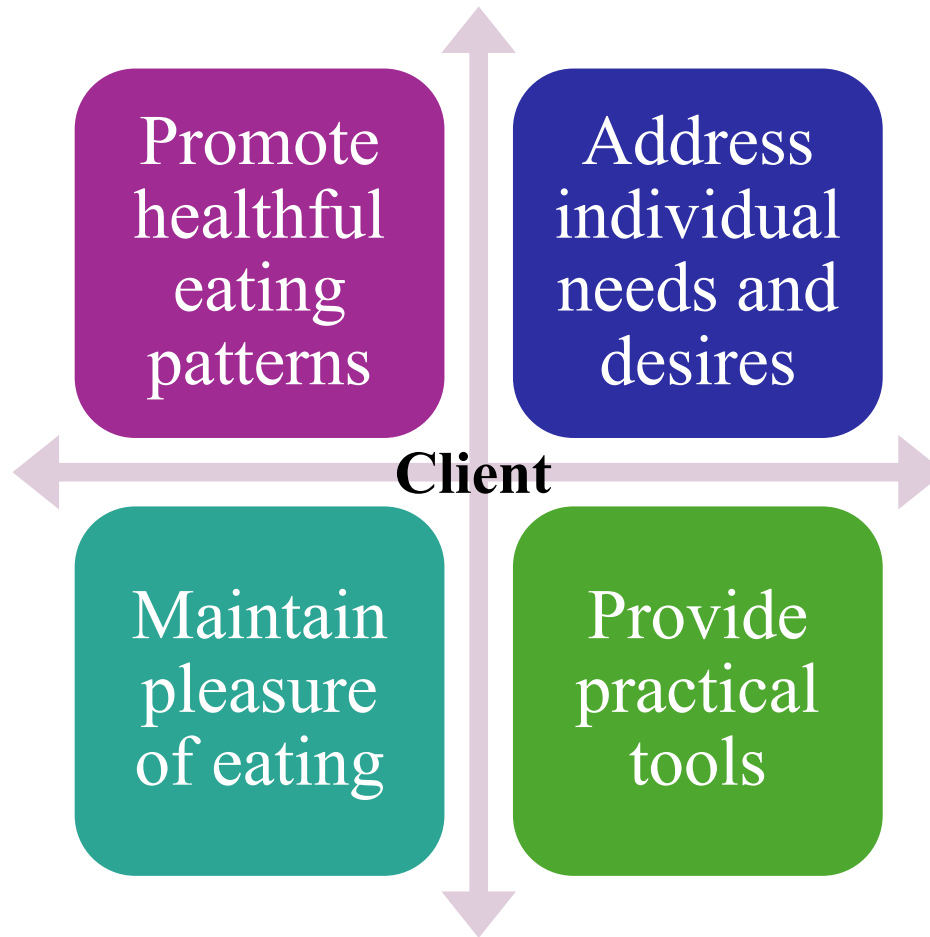 Promote
healthful
eating
patterns
Address
individual
needs and
desires
Client
Maintain
pleasure
of eating
Provide
practical
tools